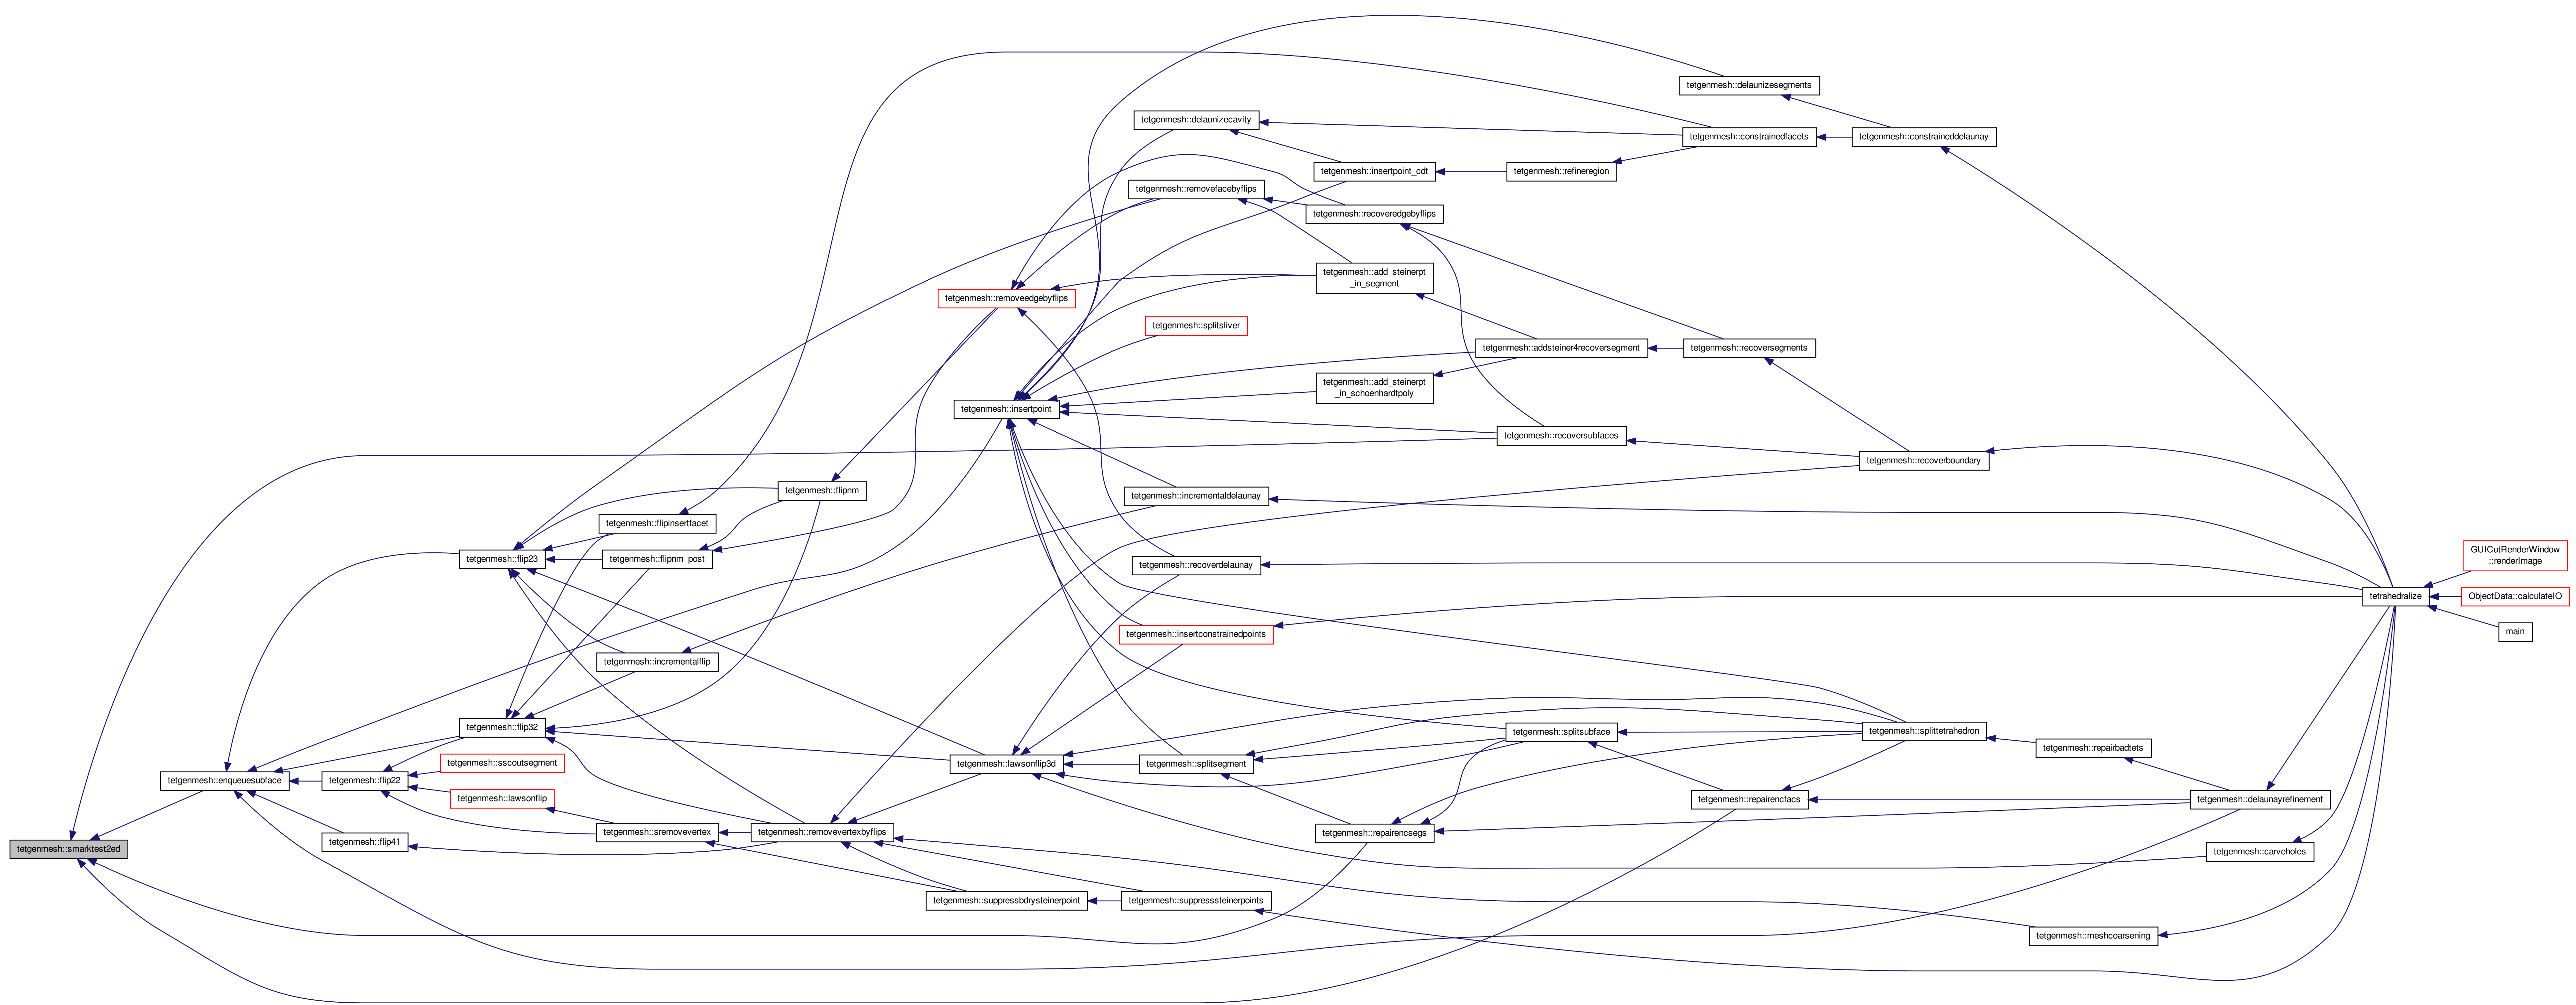 tetgenmesh::delaunizesegments
tetgenmesh::delaunizecavity
tetgenmesh::constrainedfacets
tetgenmesh::constraineddelaunay
tetgenmesh::insertpoint_cdt
tetgenmesh::refineregion
tetgenmesh::removefacebyflips
tetgenmesh::recoveredgebyflips
tetgenmesh::add_steinerpt
_in_segment
tetgenmesh::removeedgebyflips
tetgenmesh::splitsliver
tetgenmesh::addsteiner4recoversegment
tetgenmesh::recoversegments
tetgenmesh::add_steinerpt
_in_schoenhardtpoly
tetgenmesh::insertpoint
tetgenmesh::recoversubfaces
tetgenmesh::recoverboundary
tetgenmesh::flipnm
tetgenmesh::incrementaldelaunay
tetgenmesh::flipinsertfacet
tetgenmesh::flip23
tetgenmesh::flipnm_post
tetgenmesh::recoverdelaunay
GUICutRenderWindow
::renderImage
tetrahedralize
ObjectData::calculateIO
main
tetgenmesh::insertconstrainedpoints
tetgenmesh::incrementalflip
tetgenmesh::flip32
tetgenmesh::splitsubface
tetgenmesh::splittetrahedron
tetgenmesh::repairbadtets
tetgenmesh::sscoutsegment
tetgenmesh::lawsonflip3d
tetgenmesh::splitsegment
tetgenmesh::enqueuesubface
tetgenmesh::flip22
tetgenmesh::lawsonflip
tetgenmesh::repairencfacs
tetgenmesh::delaunayrefinement
tetgenmesh::sremovevertex
tetgenmesh::removevertexbyflips
tetgenmesh::repairencsegs
tetgenmesh::flip41
tetgenmesh::smarktest2ed
tetgenmesh::carveholes
tetgenmesh::suppressbdrysteinerpoint
tetgenmesh::suppresssteinerpoints
tetgenmesh::meshcoarsening